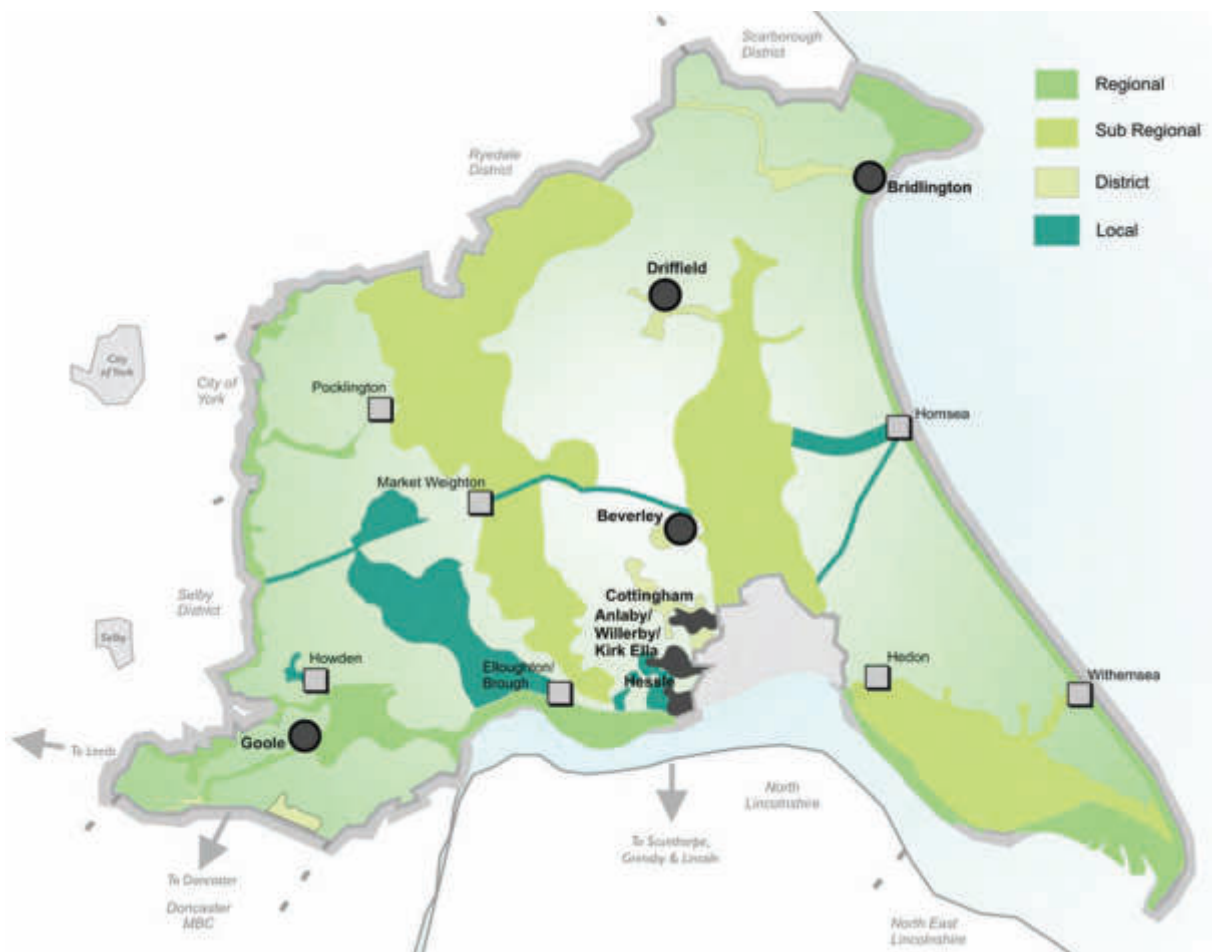 Scarborough
District
Regional
Sub Regional
District
Local
Ryedale
District
Bridlington
Driffield
City
of York
City of
York
Pocklington
Hornsea
Market Weighton
Beverley
Selby
District
Cottingham
Anlaby/
Willerby/
Kirk Ella
Selby
Howden
Elloughton/
Brough
Hessle
Hedon
Withernsea
Goole
To Leeds
North
Lincolnshire
To Scunthorpe,
Grimsby & Lincoln
To Doncaster
Doncaster
MBC
North East
Lincolnshire